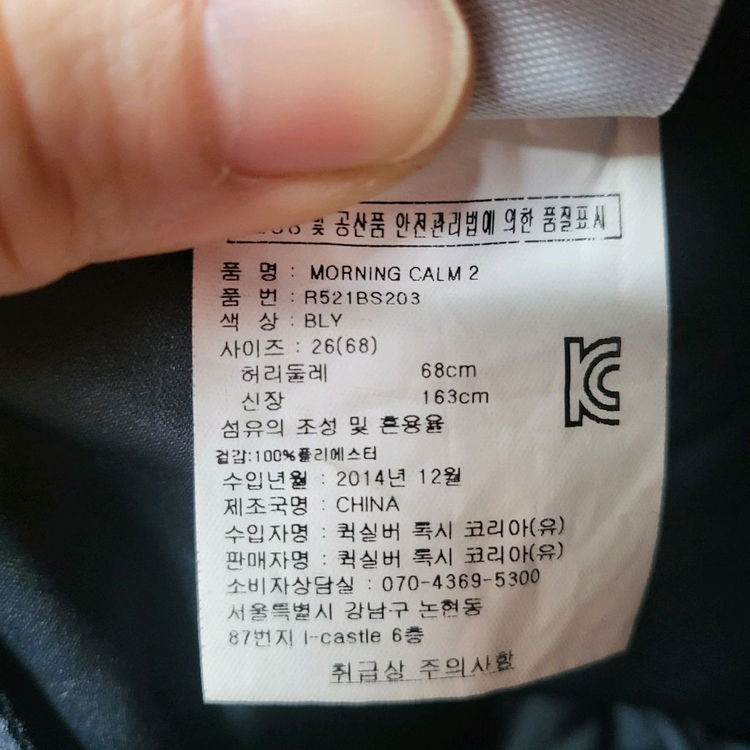 및 공산품 안전관리법에 의한 품질표시
품 명 : MORNING CALM 2
품 번 : R521BS203
색 상 : BLY
사이즈 : 26(68)
허리둘레 68cm
신장 163cm
KC
섬유의 조성 및 혼용율
겉감:100%폴리에스터
수입년월 : 2014년 12월
제조국명 : CHINA
수입자명 : 퀵실버 록시 코리아(유)
판매자명 : 퀵실버 록시 코리아(유)
소비자상담실 : 070-4369-5300
서울특별시 강남구 논현동
87번지 I-castle 6층
취급상 주의사항